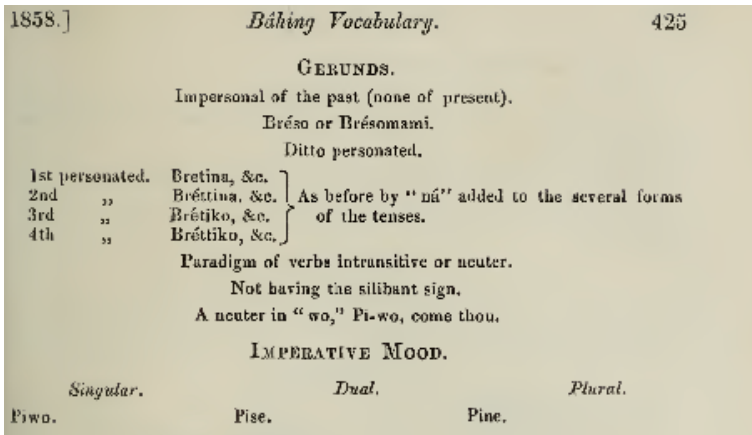 1858.] Báhing Vocabulary. 425
GERUNDS.
Impersonal of the past (none of present).
Bréso or Brésomami.
Ditto personated.
1st personated. Bretina, &c.
2nd „ Bréttina, &c. As before by "ná" added to the several forms
3rd „ Brétiko, &c. of the tenses.
4th „ Bréttiko, &c.
Paradigm of verbs intransitive or neuter.
Not having the silibant sign.
A neuter in "wo," Pi-wo, come thou.
IMPERATIVE MOOD.
Singular. Dual. Plural.
Piwo. Pise. Pine.